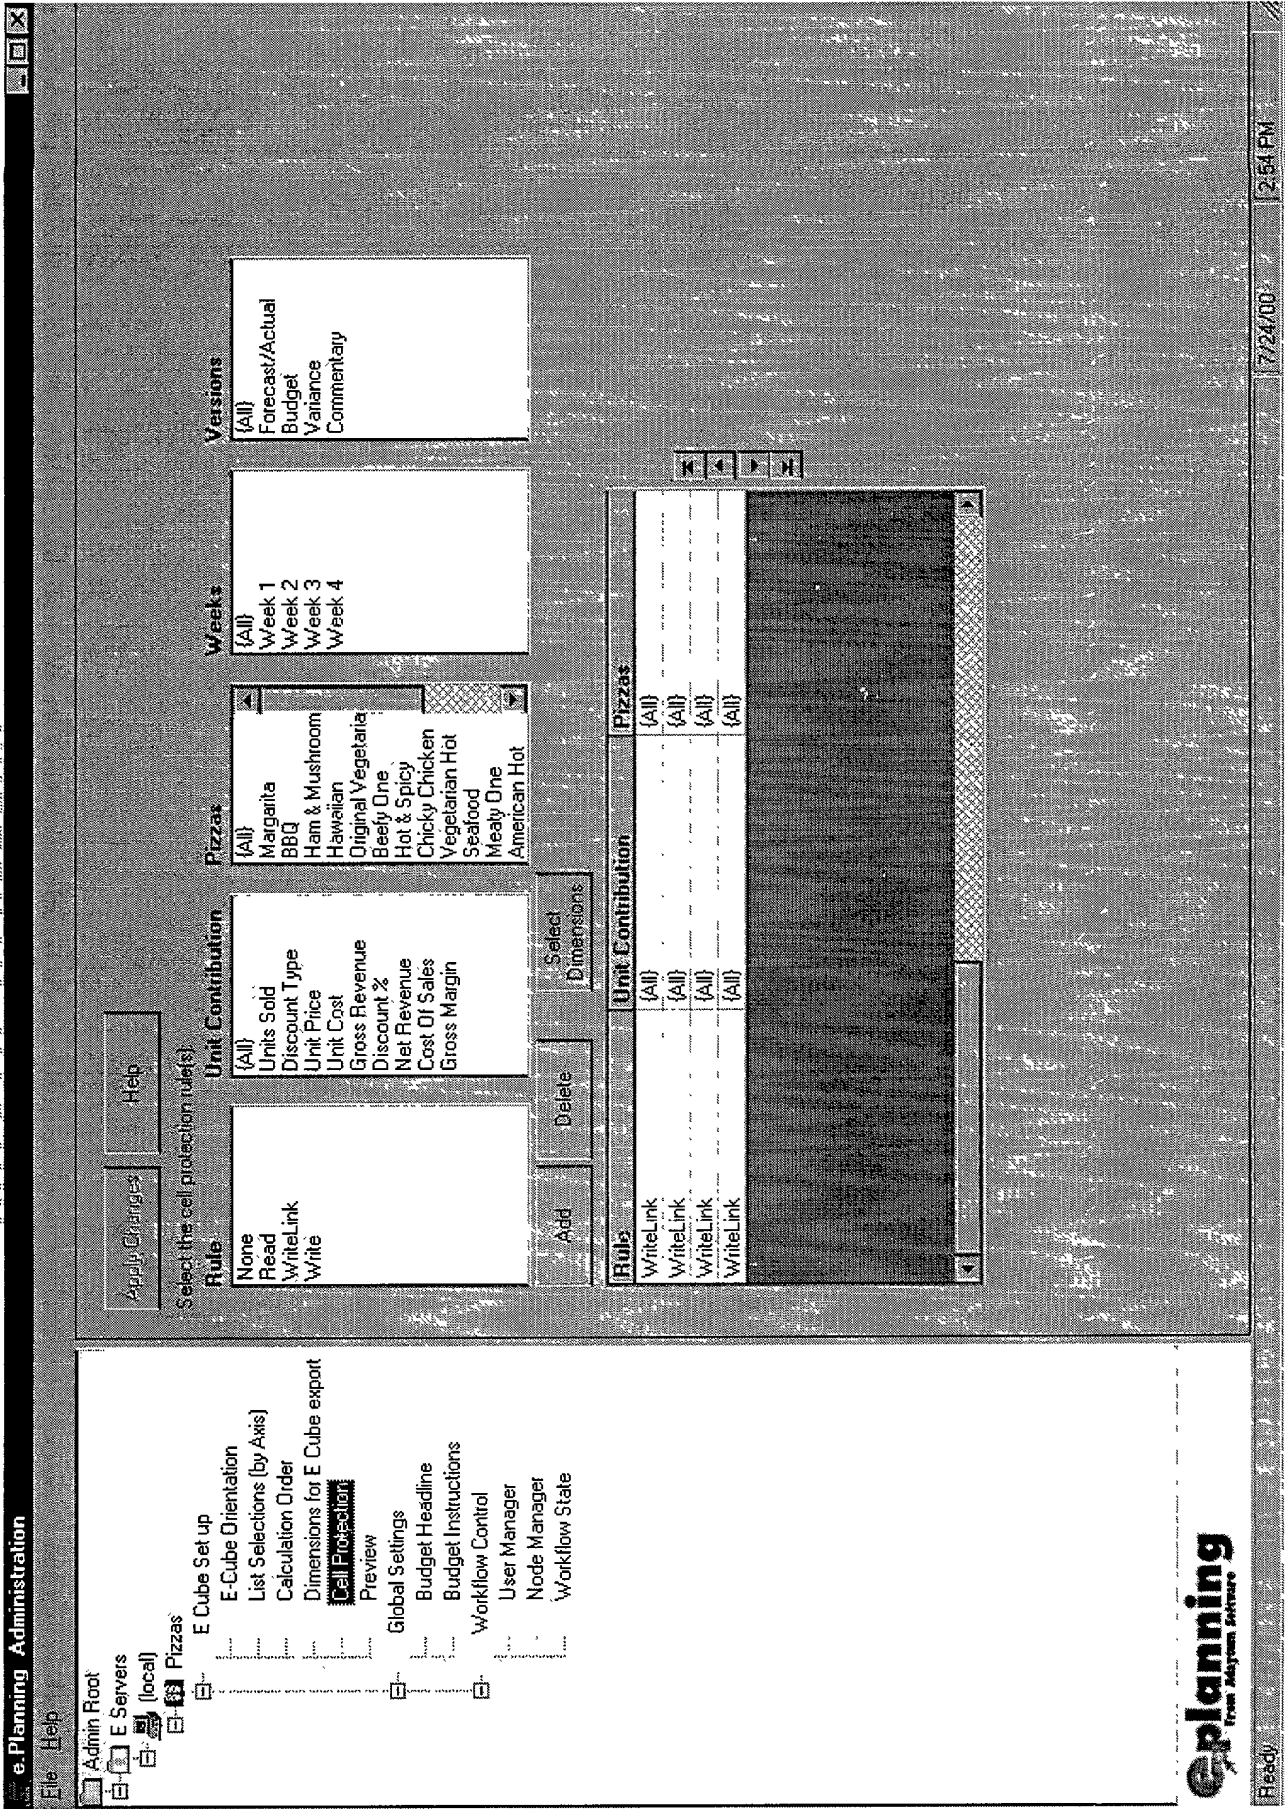 e.Planning Administration
File Help
Admin Root
E Servers
(local)
Pizzas
E Cube Set up
E-Cube Orientation
List Selections (by Axis)
Calculation Order
Dimensions for E Cube export
Cell Protection
Preview
Global Settings
Budget Headline
Budget Instructions
Workflow Control
User Manager
Node Manager
Workflow State
eplanning
From Adaytum Software
Apply Changes Help
Select the cell protection rule(s):
Rule Unit Contribution Pizzas Weeks Versions
None
Read
WriteLink
Write
{All}
Units Sold
Discount Type
Unit Price
Unit Cost
Gross Revenue
Discount %
Net Revenue
Cost Of Sales
Gross Margin
{All}
Margarita
BBQ
Ham & Mushroom
Hawaiian
Original Vegetaria
Beefy One
Hot & Spicy
Chicky Chicken
Vegetarian Hot
Seafood
Meaty One
American Hot
{All}
Week 1
Week 2
Week 3
Week 4
{All}
Forecast/Actual
Budget
Variance
Commentary
Add Delete Select Dimensions
Rule Unit Contribution Pizzas
WriteLink {All} {All}
WriteLink {All} {All}
WriteLink {All} {All}
WriteLink {All} {All}
Ready 7/24/00 2:54 PM